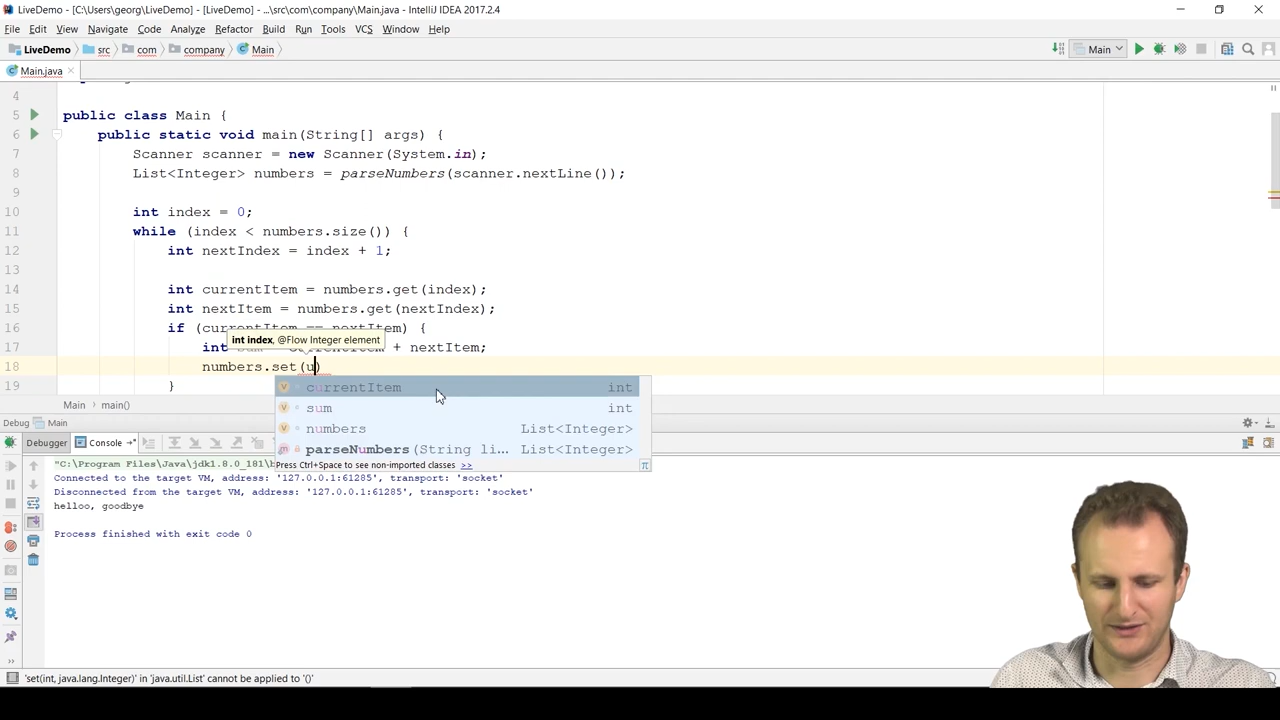 LiveDemo - [C:\Users\georg\LiveDemo] - [LiveDemo] - ...\src\com\company\Main.java - IntelliJ IDEA 2017.2.4
File Edit View Navigate Code Analyze Refactor Build Run Tools VCS Window Help
LiveDemo src com company Main Main
Main.java
4
5 public class Main {
6 public static void main(String[] args) {
7 Scanner scanner = new Scanner(System.in);
8 List<Integer> numbers = parseNumbers(scanner.nextLine());
9
10 int index = 0;
11 while (index < numbers.size()) {
12 int nextIndex = index + 1;
13
14 int currentItem = numbers.get(index);
15 int nextItem = numbers.get(nextIndex);
16 if (currentItem == nextItem) {
int index, @Flow Integer element
17 int sum = currentItem + nextItem;
18 numbers.set(u)
19 }
currentItem int
sum int
numbers List<Integer>
parseNumbers(String li... List<Integer>
Press Ctrl+Space to see non-imported classes >>
Main main()
Debug Main
Debugger Console
"C:\Program Files\Java\jdk1.8.0_181\b
Connected to the target VM, address: '127.0.0.1:61285', transport: 'socket'
Disconnected from the target VM, address: '127.0.0.1:61285', transport: 'socket'
helloo, goodbye
Process finished with exit code 0
'set(int, java.lang.Integer)' in 'java.util.List' cannot be applied to '()'